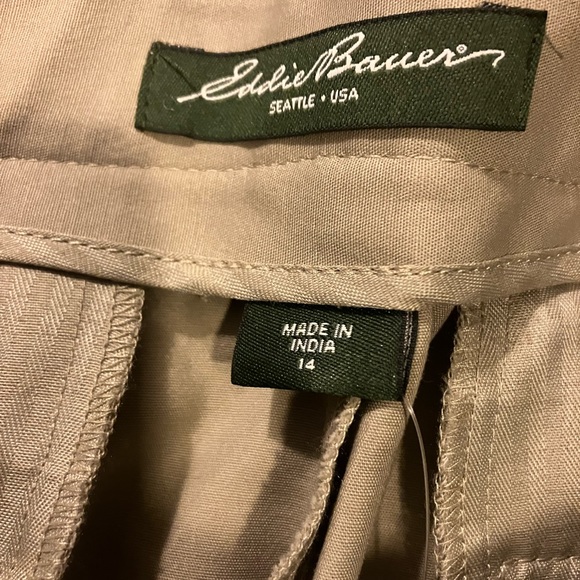 Eddie Bauer®
SEATTLE • USA
MADE IN
INDIA
14